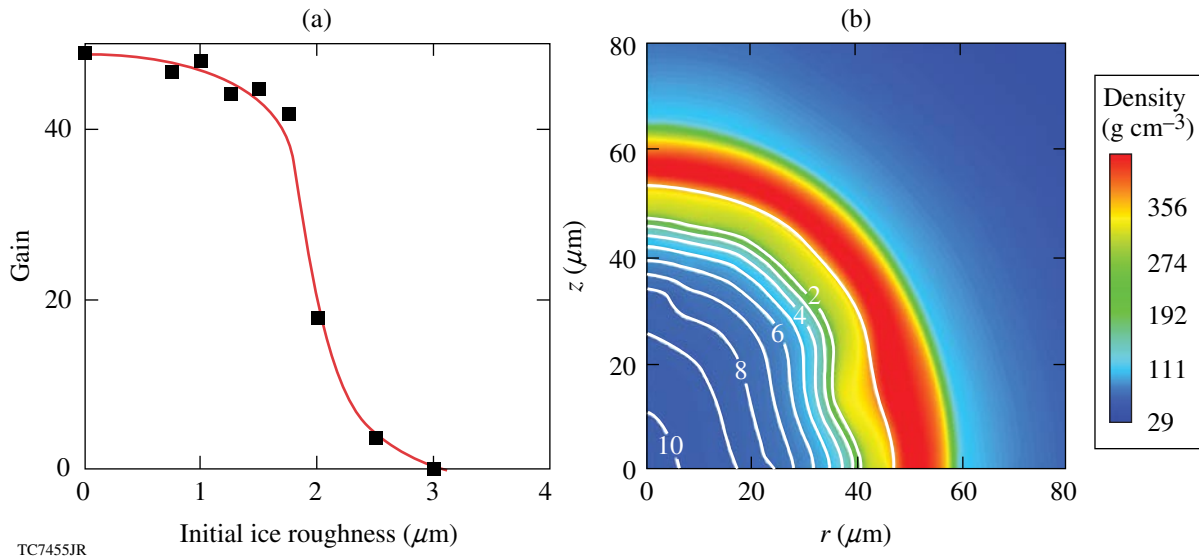 (a)
Gain
40
20
0
0 1 2 3 4
Initial ice roughness (μm)
TC7455JR
(b)
z (μm)
80
60
40
20
0
0 20 40 60 80
r (μm)
2
4
6
8
10
Density
(g cm–3)
356
274
192
111
29